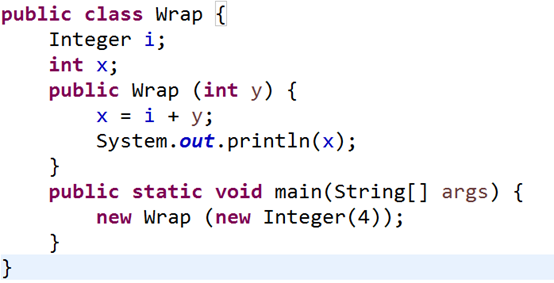 public class Wrap {
    Integer i;
    int x;
    public Wrap (int y) {
        x = i + y;
        System.out.println(x);
    }
    public static void main(String[] args) {
        new Wrap (new Integer(4));
    }
}